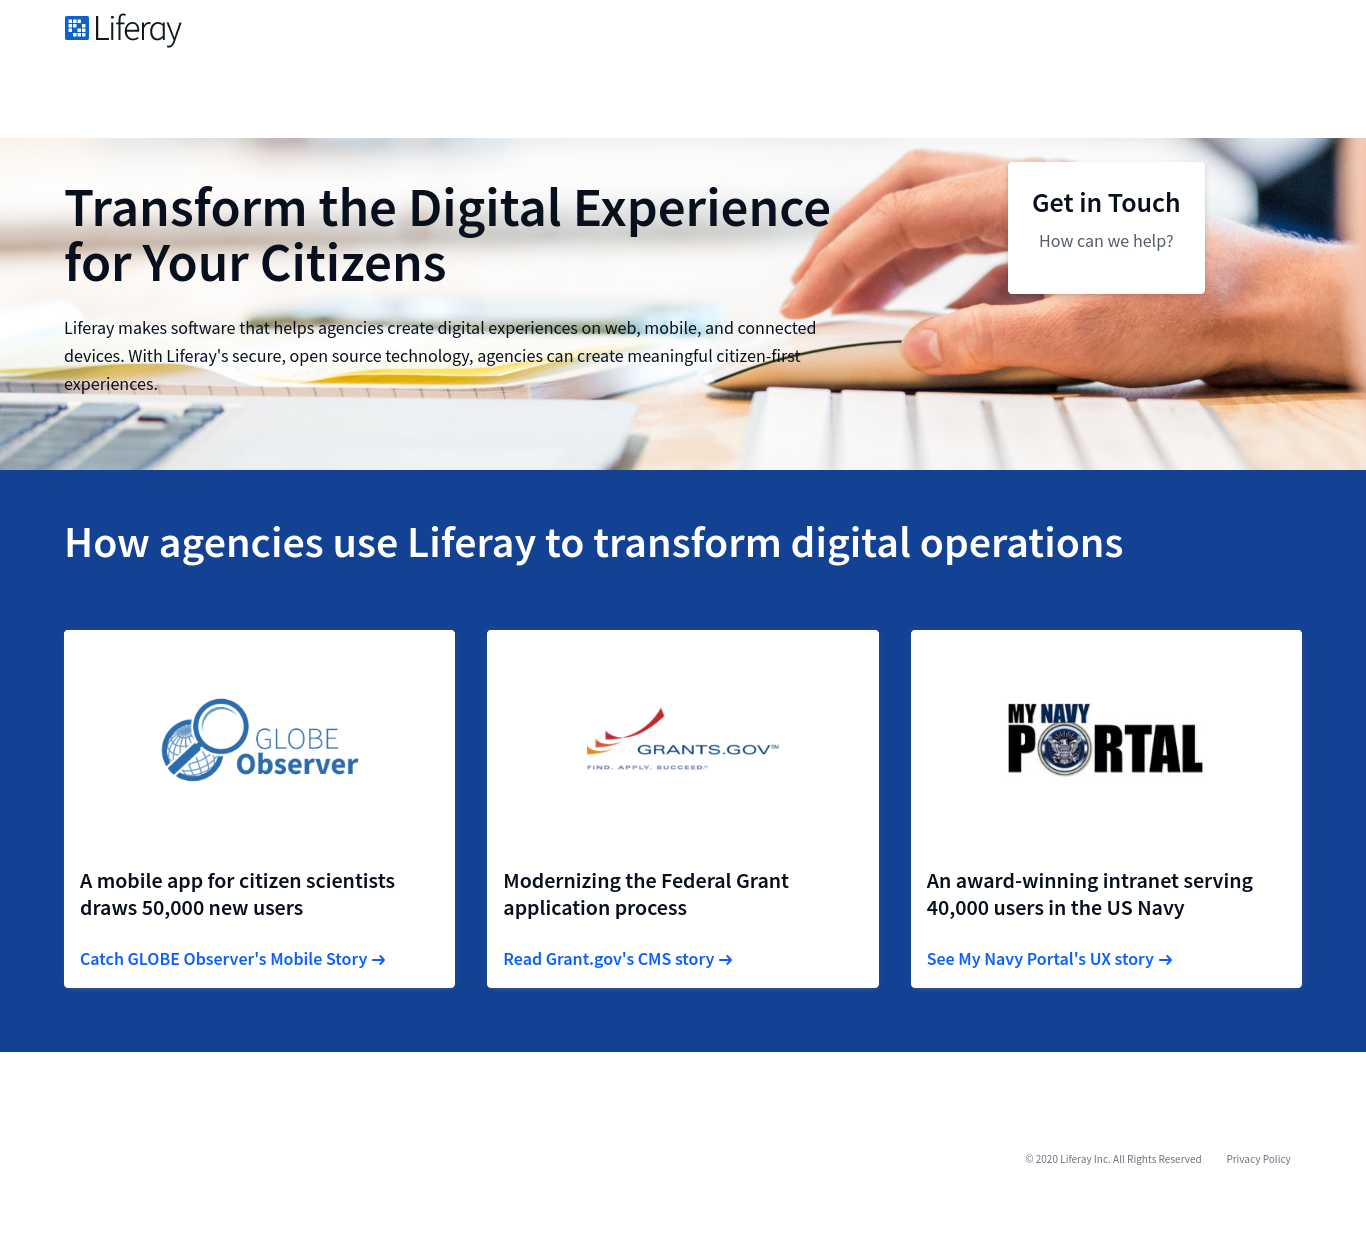 Liferay
Transform the Digital Experience
for Your Citizens
Liferay makes software that helps agencies create digital experiences on web, mobile, and connected
devices. With Liferay's secure, open source technology, agencies can create meaningful citizen-first
experiences.
Get in Touch
How can we help?
How agencies use Liferay to transform digital operations
GLOBE
Observer
A mobile app for citizen scientists
draws 50,000 new users
Catch GLOBE Observer's Mobile Story →
GRANTS.GOV℠
FIND. APPLY. SUCCEED.℠
Modernizing the Federal Grant
application process
Read Grant.gov's CMS story →
MY NAVY
PORTAL
An award-winning intranet serving
40,000 users in the US Navy
See My Navy Portal's UX story →
© 2020 Liferay Inc. All Rights Reserved Privacy Policy